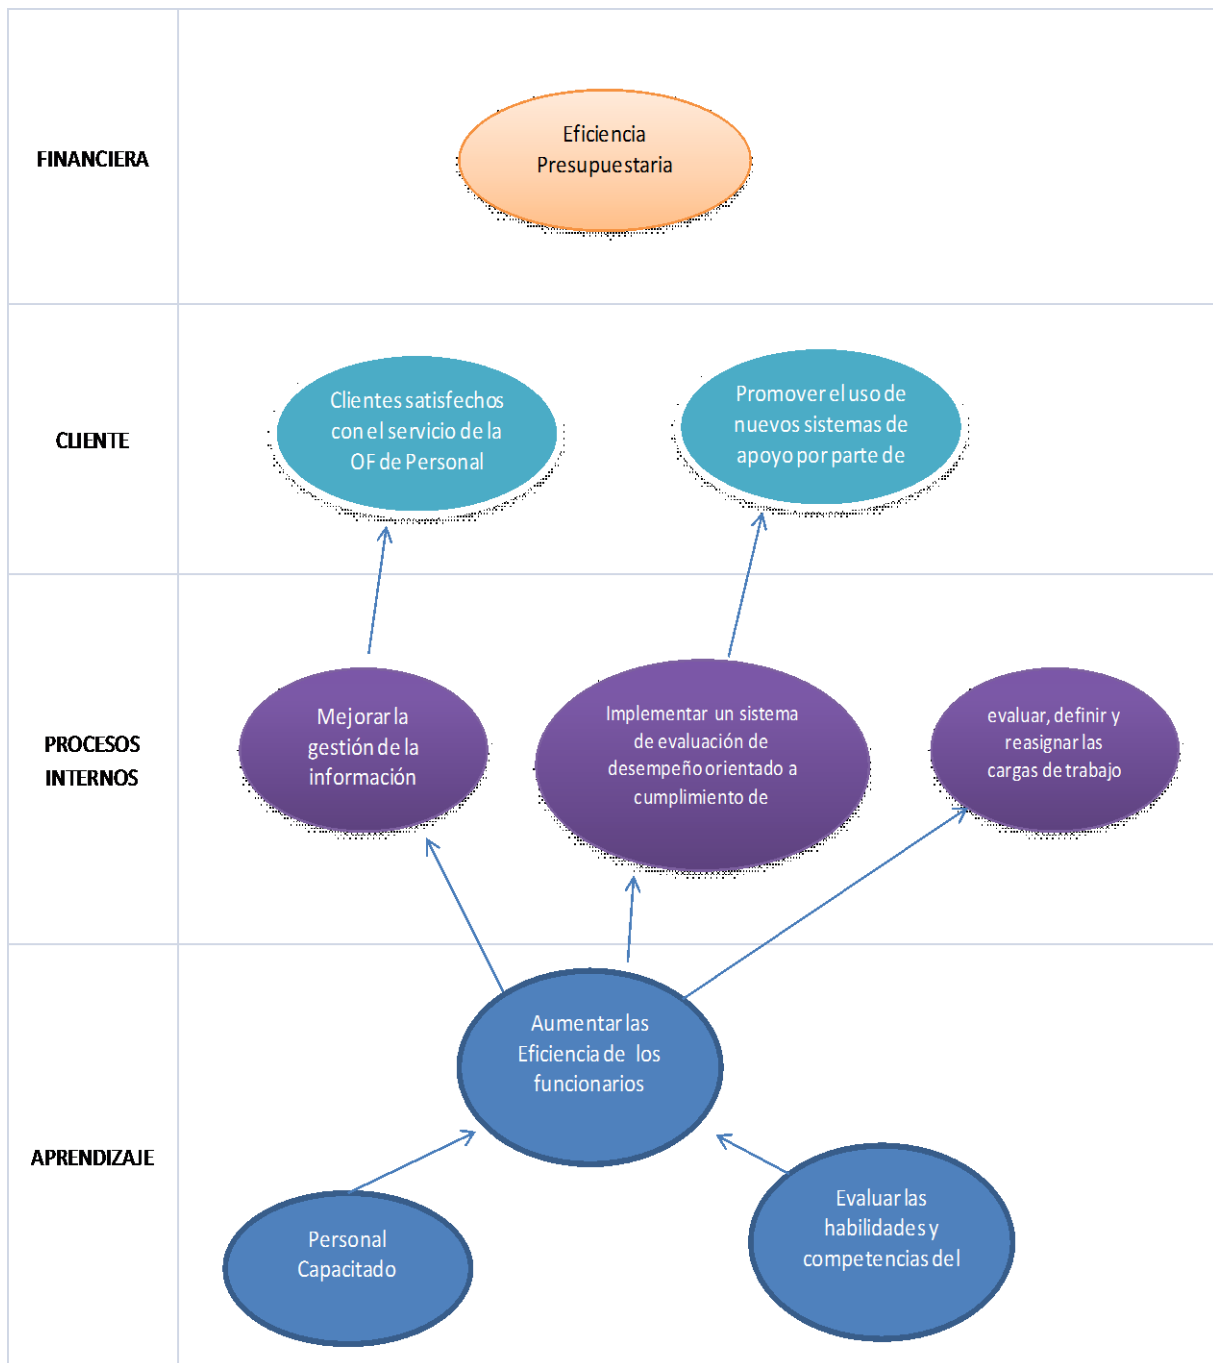 FINANCIERA
Eficiencia
Presupuestaria
CLIENTE
Clientes satisfechos
con el servicio de la
OF de Personal
Promover el uso de
nuevos sistemas de
apoyo por parte de
PROCESOS
INTERNOS
Mejorar la
gestión de la
información
Implementar un sistema
de evaluación de
desempeño orientado a
cumplimiento de
evaluar, definir y
reasignar las
cargas de trabajo
APRENDIZAJE
Aumentar las
Eficiencia de los
funcionarios
Personal
Capacitado
Evaluar las
habilidades y
competencias del